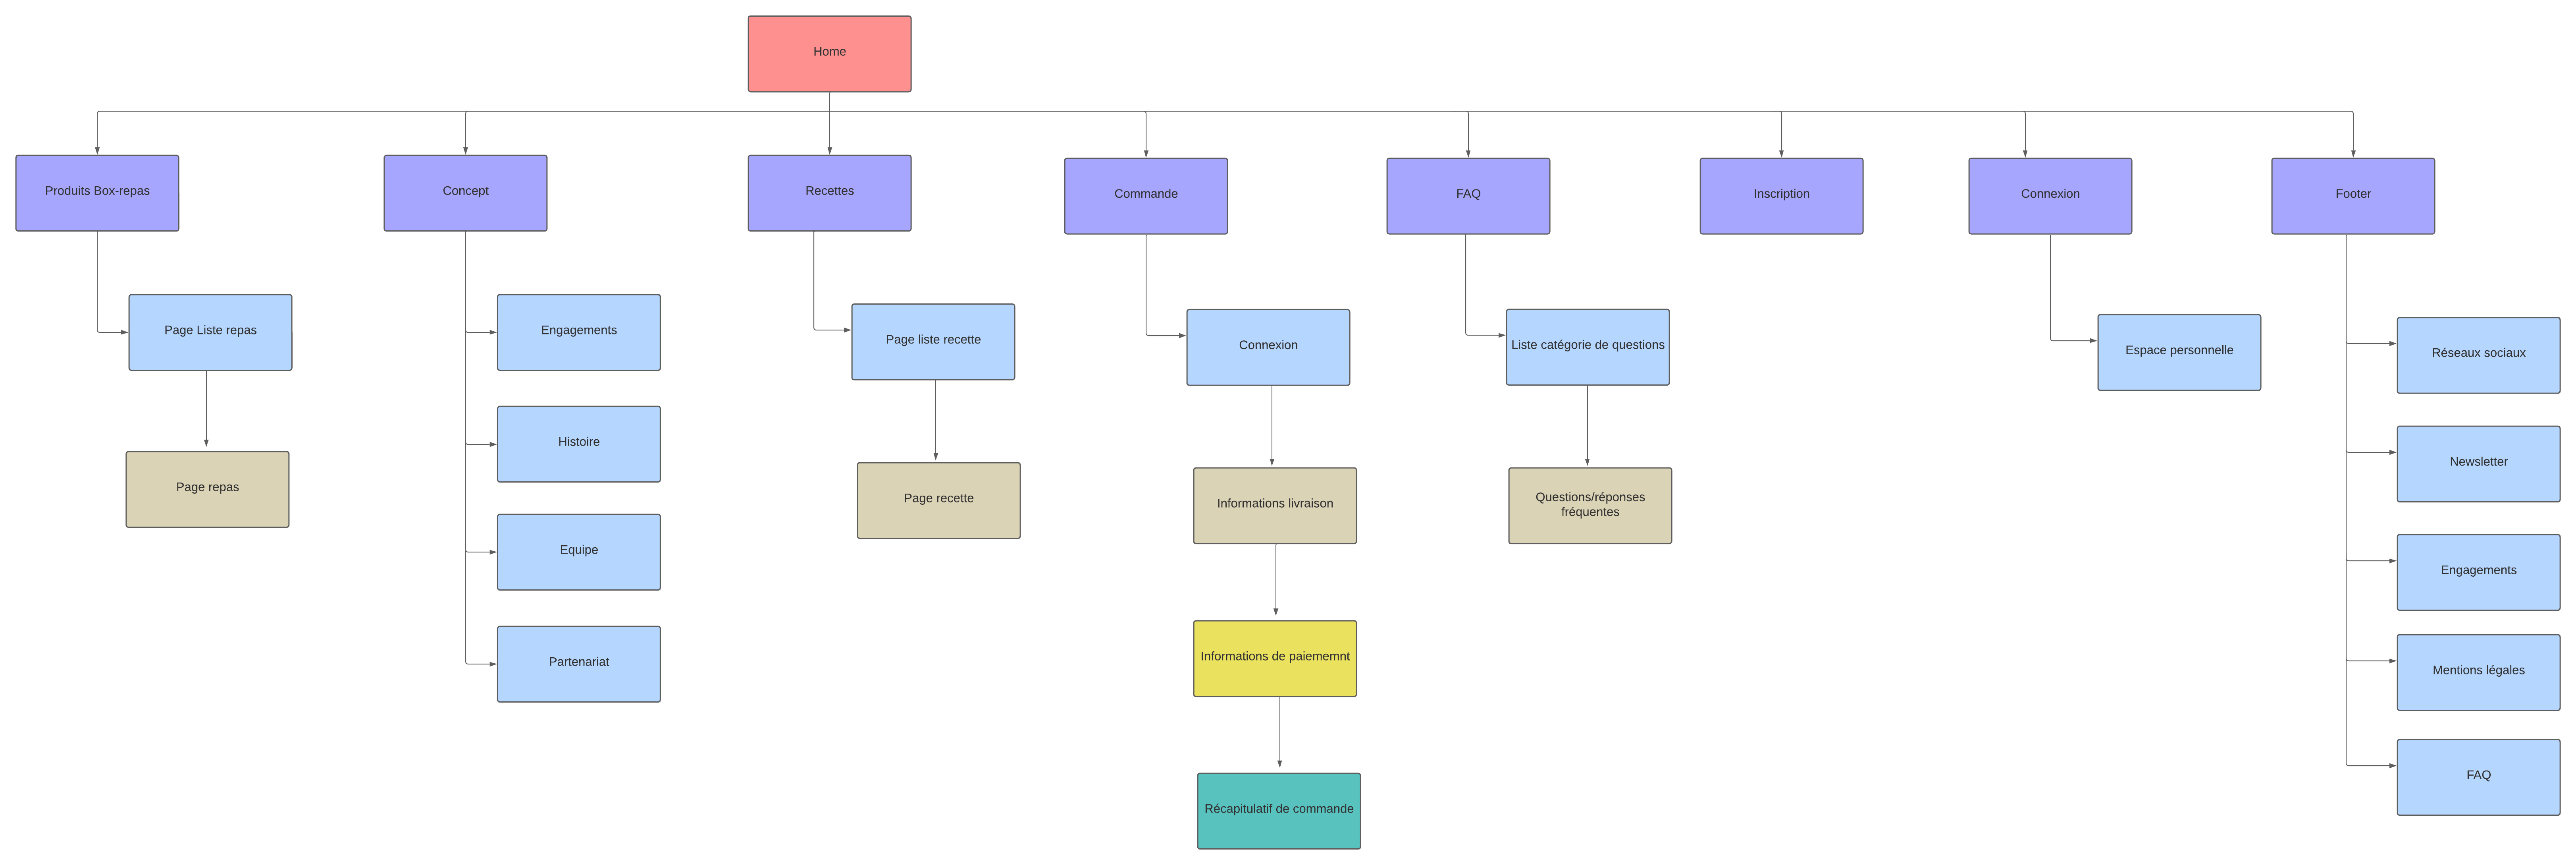 Home
Produits Box-repas
Concept
Recettes
Commande
FAQ
Inscription
Connexion
Footer
Page Liste repas
Engagements
Page liste recette
Connexion
Liste catégorie de questions
Espace personnelle
Réseaux sociaux
Histoire
Newsletter
Page repas
Page recette
Informations livraison
Questions/réponses
fréquentes
Equipe
Engagements
Partenariat
Informations de paiememnt
Mentions légales
FAQ
Récapitulatif de commande